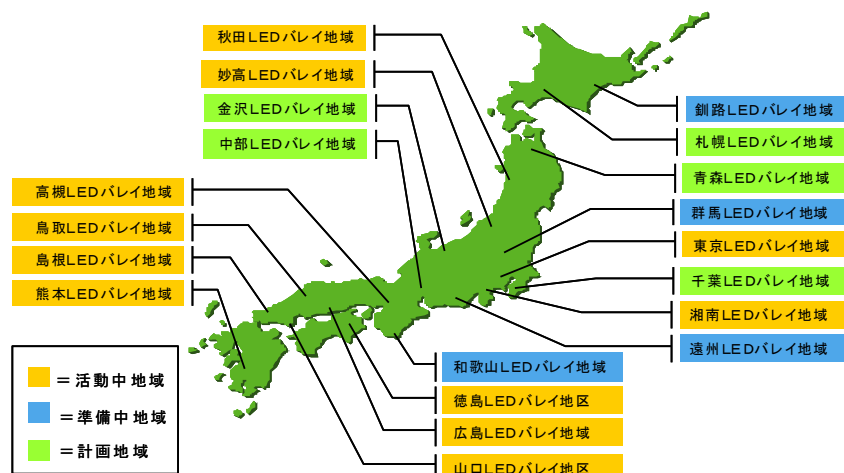 秋田LEDバレイ地域
妙高LEDバレイ地域
金沢LEDバレイ地域
中部LEDバレイ地域
高槻LEDバレイ地域
鳥取LEDバレイ地域
島根LEDバレイ地域
熊本LEDバレイ地域
釧路LEDバレイ地域
札幌LEDバレイ地域
青森LEDバレイ地域
群馬LEDバレイ地域
東京LEDバレイ地域
千葉LEDバレイ地域
湘南LEDバレイ地域
遠州LEDバレイ地域
和歌山LEDバレイ地域
徳島LEDバレイ地区
広島LEDバレイ地域
山口LEDバレイ地区
＝活動中地域
＝準備中地域
＝計画地域